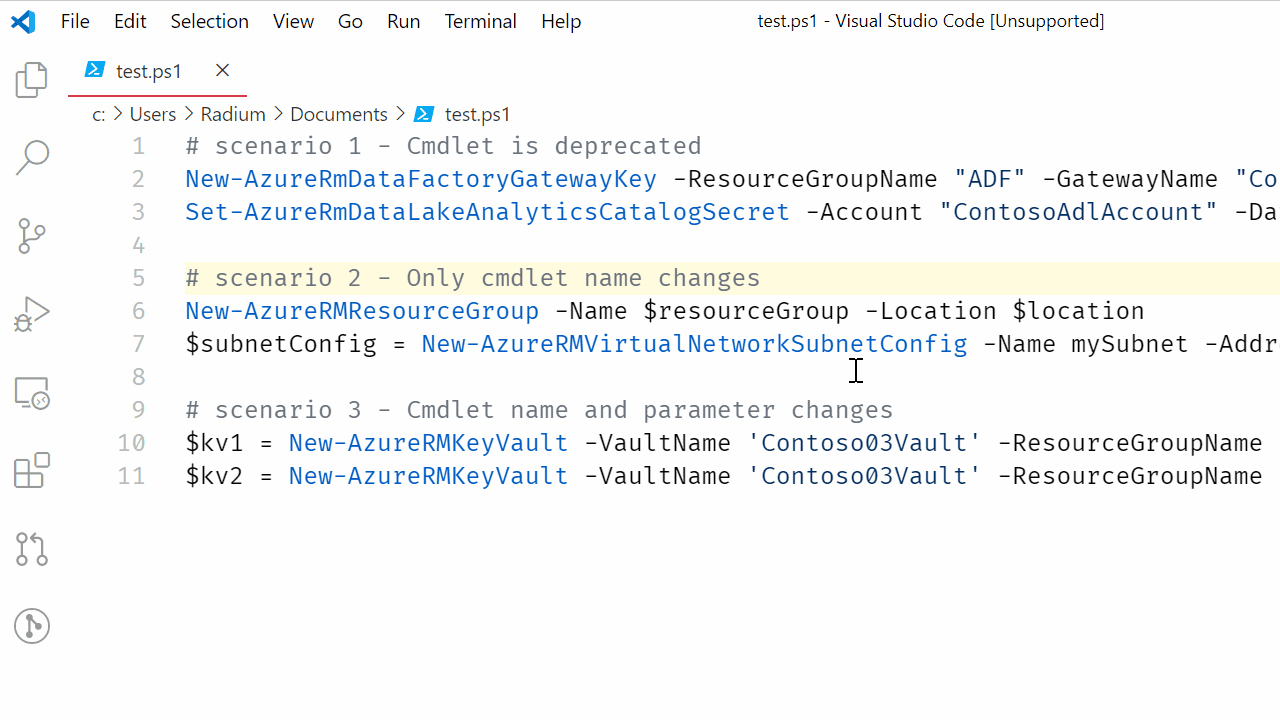 File Edit Selection View Go Run Terminal Help test.ps1 - Visual Studio Code [Unsupported]
test.ps1
c: > Users > Radium > Documents > test.ps1
1 # scenario 1 - Cmdlet is deprecated
2 New-AzureRmDataFactoryGatewayKey -ResourceGroupName "ADF" -GatewayName "Co
3 Set-AzureRmDataLakeAnalyticsCatalogSecret -Account "ContosoAdlAccount" -Da
4
5 # scenario 2 - Only cmdlet name changes
6 New-AzureRMResourceGroup -Name $resourceGroup -Location $location
7 $subnetConfig = New-AzureRMVirtualNetworkSubnetConfig -Name mySubnet -Addr
8
9 # scenario 3 - Cmdlet name and parameter changes
10 $kv1 = New-AzureRMKeyVault -VaultName 'Contoso03Vault' -ResourceGroupName
11 $kv2 = New-AzureRMKeyVault -VaultName 'Contoso03Vault' -ResourceGroupName